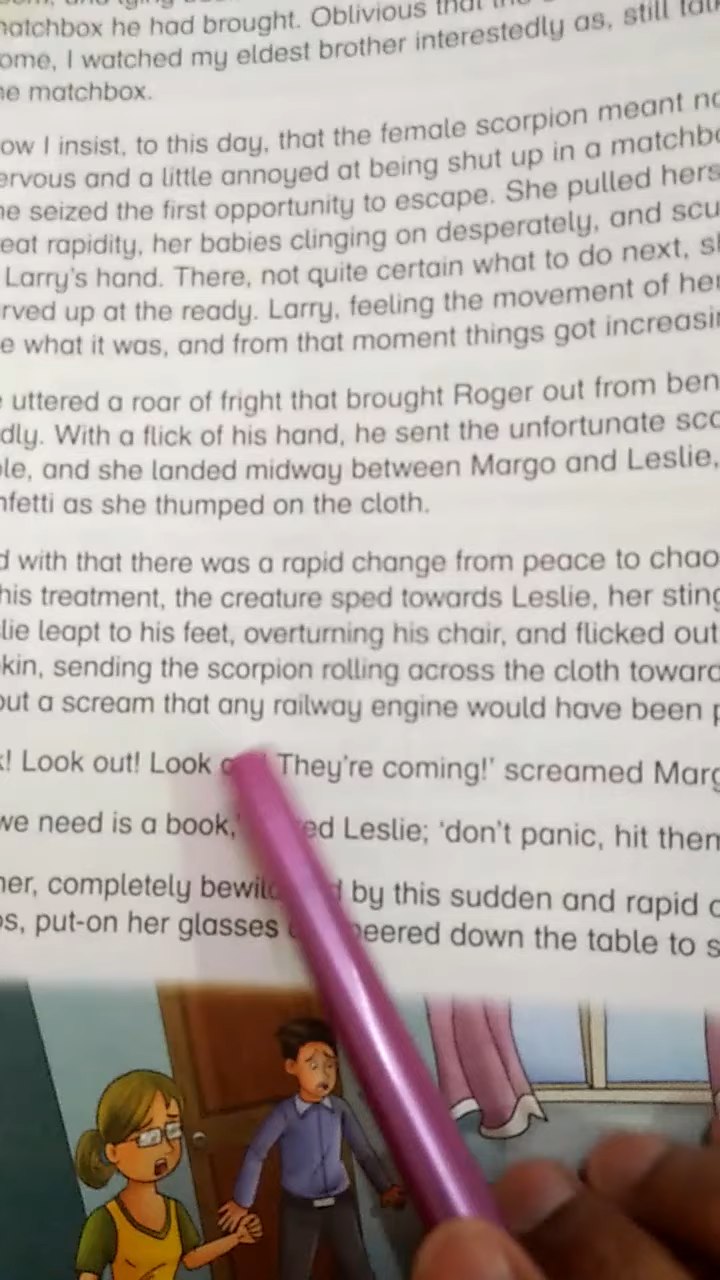 matchbox he had brought. Oblivious that the
ome, I watched my eldest brother interestedly as, still
he matchbox.
ow I insist, to this day, that the female scorpion meant no
ervous and a little annoyed at being shut up in a matchbo
he seized the first opportunity to escape. She pulled hers
eat rapidity, her babies clinging on desperately, and scu
Larry's hand. There, not quite certain what to do next, sh
rved up at the ready. Larry, feeling the movement of her
e what it was, and from that moment things got increasin
uttered a roar of fright that brought Roger out from ben
dly. With a flick of his hand, he sent the unfortunate sco
ble, and she landed midway between Margo and Leslie,
nfetti as she thumped on the cloth.
d with that there was a rapid change from peace to chao
his treatment, the creature sped towards Leslie, her sting
lie leapt to his feet, overturning his chair, and flicked out
kin, sending the scorpion rolling across the cloth toward
out a scream that any railway engine would have been p
k! Look out! Look They're coming!' screamed Marg
we need is a book,' ed Leslie; 'don't panic, hit them
her, completely bewild d by this sudden and rapid c
os, put-on her glasses peered down the table to s